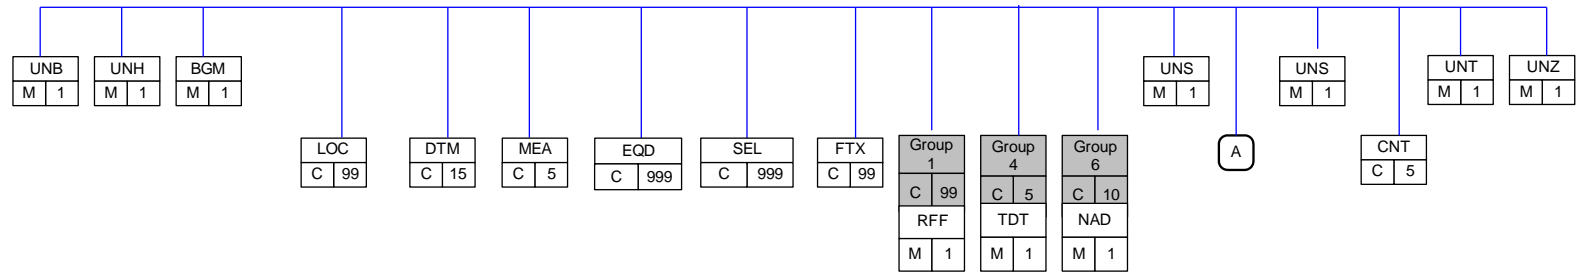 UNB
M 1
UNH
M 1
BGM
M 1
LOC
C 99
DTM
C 15
MEA
C 5
EQD
C 999
SEL
C 999
FTX
C 99
Group
1
C 99
RFF
M 1
Group
4
C 5
TDT
M 1
Group
6
C 10
NAD
M 1
UNS
M 1
A
UNS
M 1
CNT
C 5
UNT
M 1
UNZ
M 1